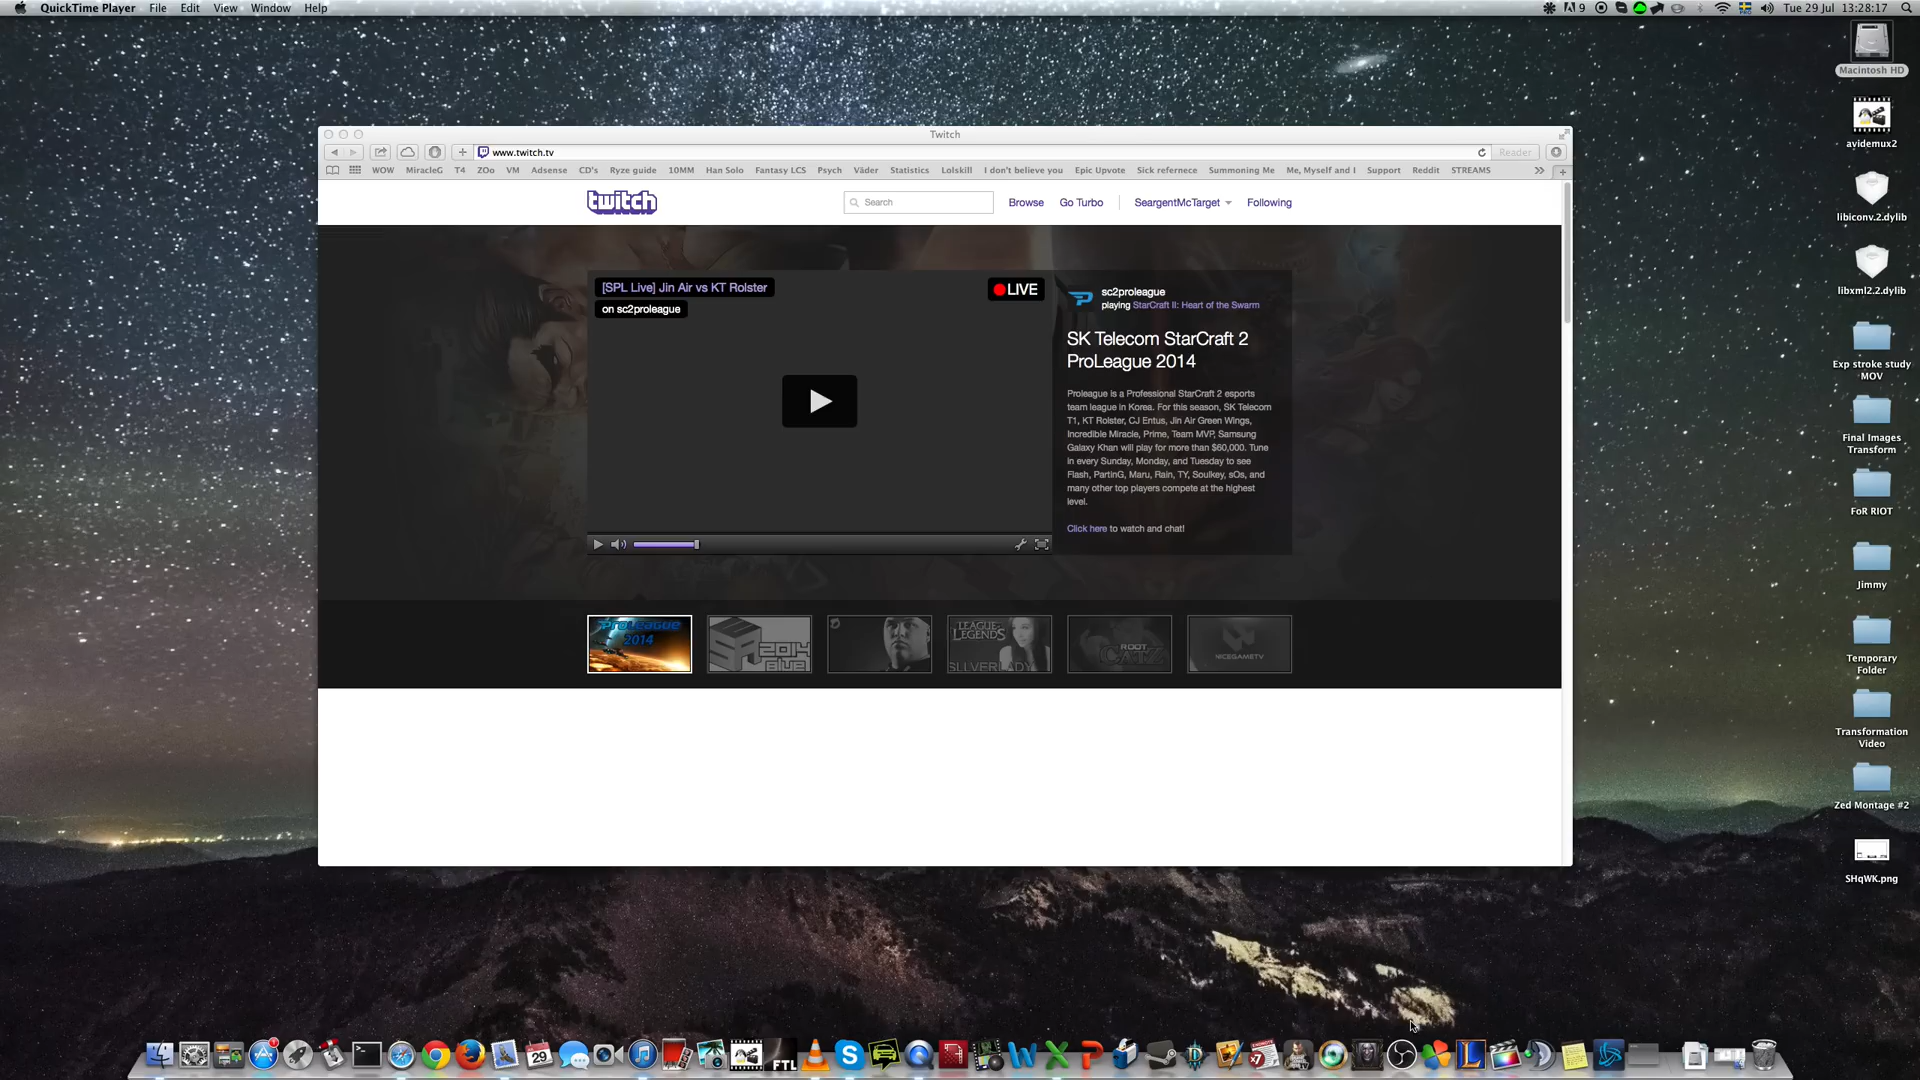 QuickTime Player File Edit View Window Help
9 Tue 29 Jul 13:28:17
Macintosh HD
avidemux2
libiconv.2.dylib
libxml2.2.dylib
Exp stroke study
MOV
Final Images
Transform
FoR RIOT
Jimmy
Temporary
Folder
Transformation
Video
Zed Montage #2
SHqWK.png
Twitch
www.twitch.tv
Reader
WOW MiracleG T4 ZOo VM Adsense CD's Ryze guide 10MM Han Solo Fantasy LCS Psych Väder Statistics Lolskill I don't believe you Epic Upvote Sick refernece Summoning Me Me, Myself and I Support Reddit STREAMS
twitch
Search
Browse Go Turbo SeargentMcTarget Following
[SPL Live] Jin Air vs KT Rolster
on sc2proleague
LIVE
sc2proleague
playing StarCraft II: Heart of the Swarm
SK Telecom StarCraft 2
ProLeague 2014
Proleague is a Professional StarCraft 2 esports
team league in Korea. For this season, SK Telecom
T1, KT Rolster, CJ Entus, Jin Air Green Wings,
Incredible Miracle, Prime, Team MVP, Samsung
Galaxy Khan will play for more than $60,000. Tune
in every Sunday, Monday, and Tuesday to see
Flash, PartinG, Maru, Rain, TY, Soulkey, sOs, and
many other top players compete at the highest
level.
Click here to watch and chat!
PROLEAGUE
2014
2014
LEAGUE
LEGENDS
ROOT
CATZ
NICEGAMETV
29
FTL